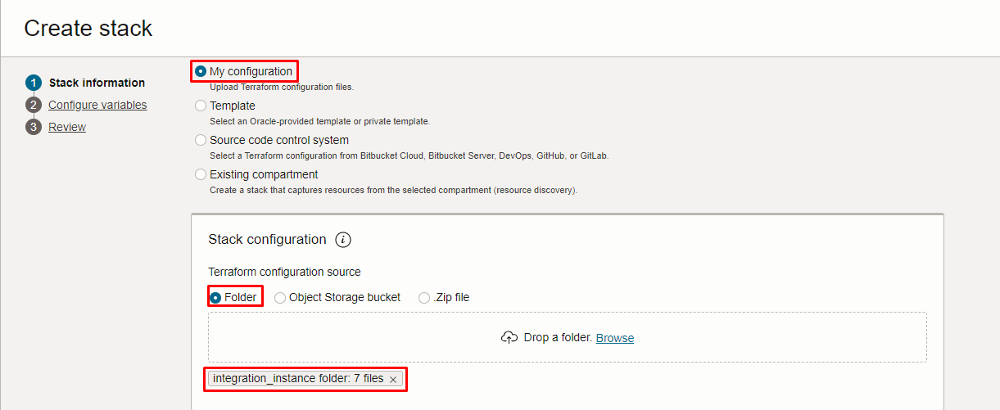 Create stack
1 Stack information
2 Configure variables
3 Review
My configuration
Upload Terraform configuration files.
Template
Select an Oracle-provided template or private template.
Source code control system
Select a Terraform configuration from Bitbucket Cloud, Bitbucket Server, DevOps, GitHub, or GitLab.
Existing compartment
Create a stack that captures resources from the selected compartment (resource discovery).
Stack configuration i
Terraform configuration source
Folder Object Storage bucket .Zip file
Drop a folder. Browse
integration_instance folder: 7 files ×